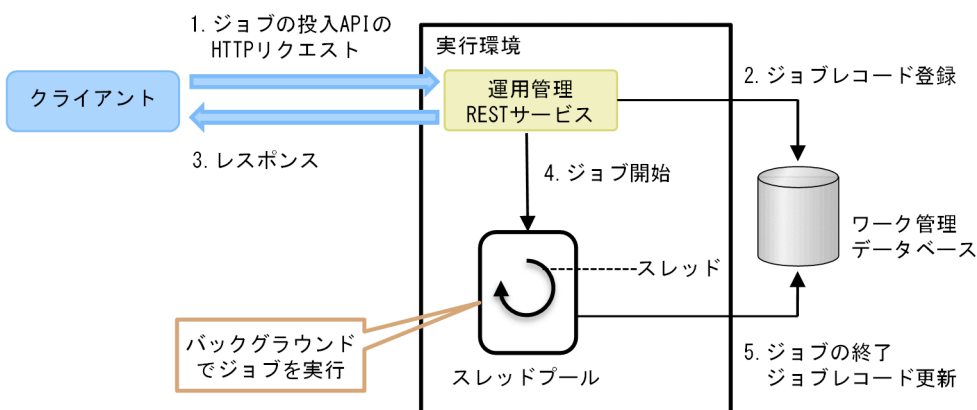 1. ジョブの投入APIの
HTTPリクエスト
実行環境
クライアント
運用管理
RESTサービス
2. ジョブレコード登録
3. レスポンス
4. ジョブ開始
ワーク管理
データベース
スレッド
バックグラウンド
でジョブを実行
スレッドプール
5. ジョブの終了
ジョブレコード更新